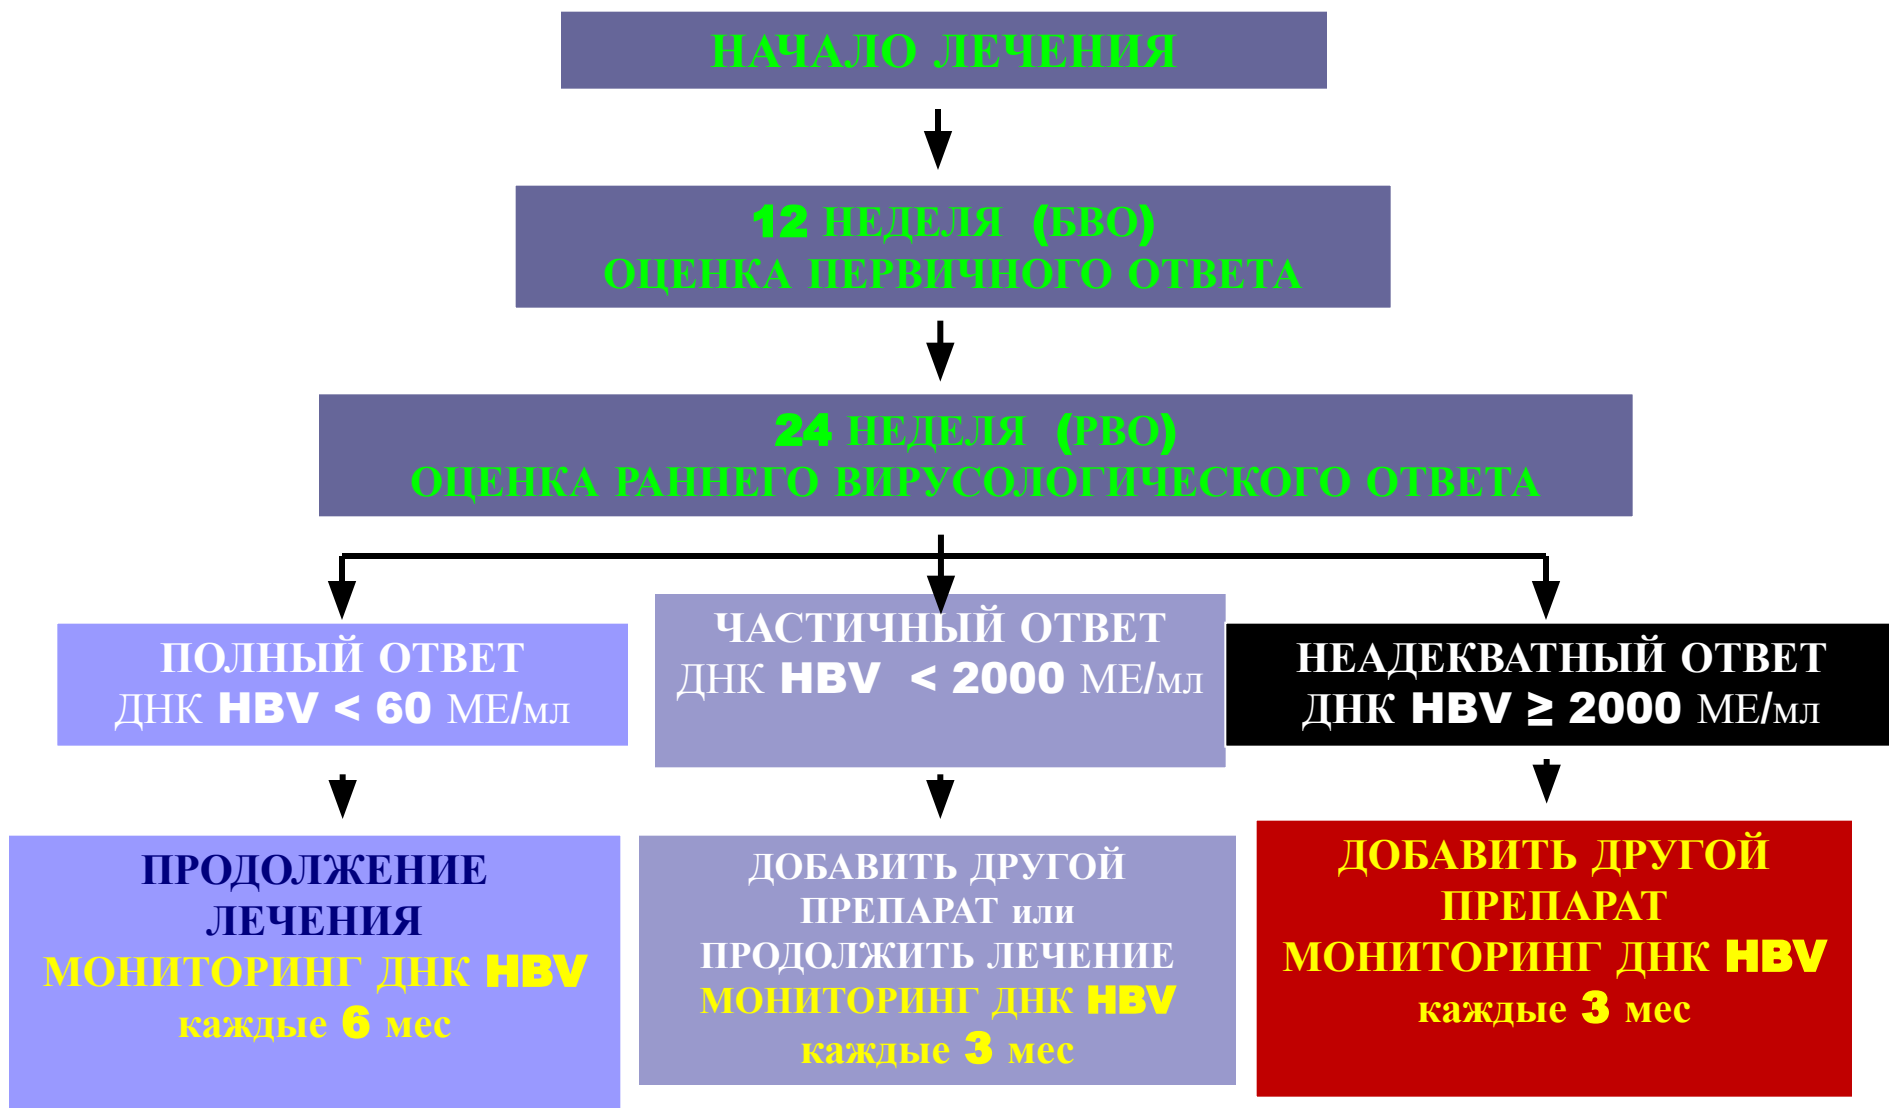 НАЧАЛО ЛЕЧЕНИЯ
12 НЕДЕЛЯ (БВО)
ОЦЕНКА ПЕРВИЧНОГО ОТВЕТА
24 НЕДЕЛЯ (РВО)
ОЦЕНКА РАННЕГО ВИРУСОЛОГИЧЕСКОГО ОТВЕТА
ПОЛНЫЙ ОТВЕТ
ДНК HBV < 60 МЕ/мл
ЧАСТИЧНЫЙ ОТВЕТ
ДНК HBV < 2000 МЕ/мл
НЕАДЕКВАТНЫЙ ОТВЕТ
ДНК HBV ≥ 2000 МЕ/мл
ПРОДОЛЖЕНИЕ
ЛЕЧЕНИЯ
МОНИТОРИНГ ДНК HBV
каждые 6 мес
ДОБАВИТЬ ДРУГОЙ
ПРЕПАРАТ или
ПРОДОЛЖИТЬ ЛЕЧЕНИЕ
МОНИТОРИНГ ДНК HBV
каждые 3 мес
ДОБАВИТЬ ДРУГОЙ
ПРЕПАРАТ
МОНИТОРИНГ ДНК HBV
каждые 3 мес